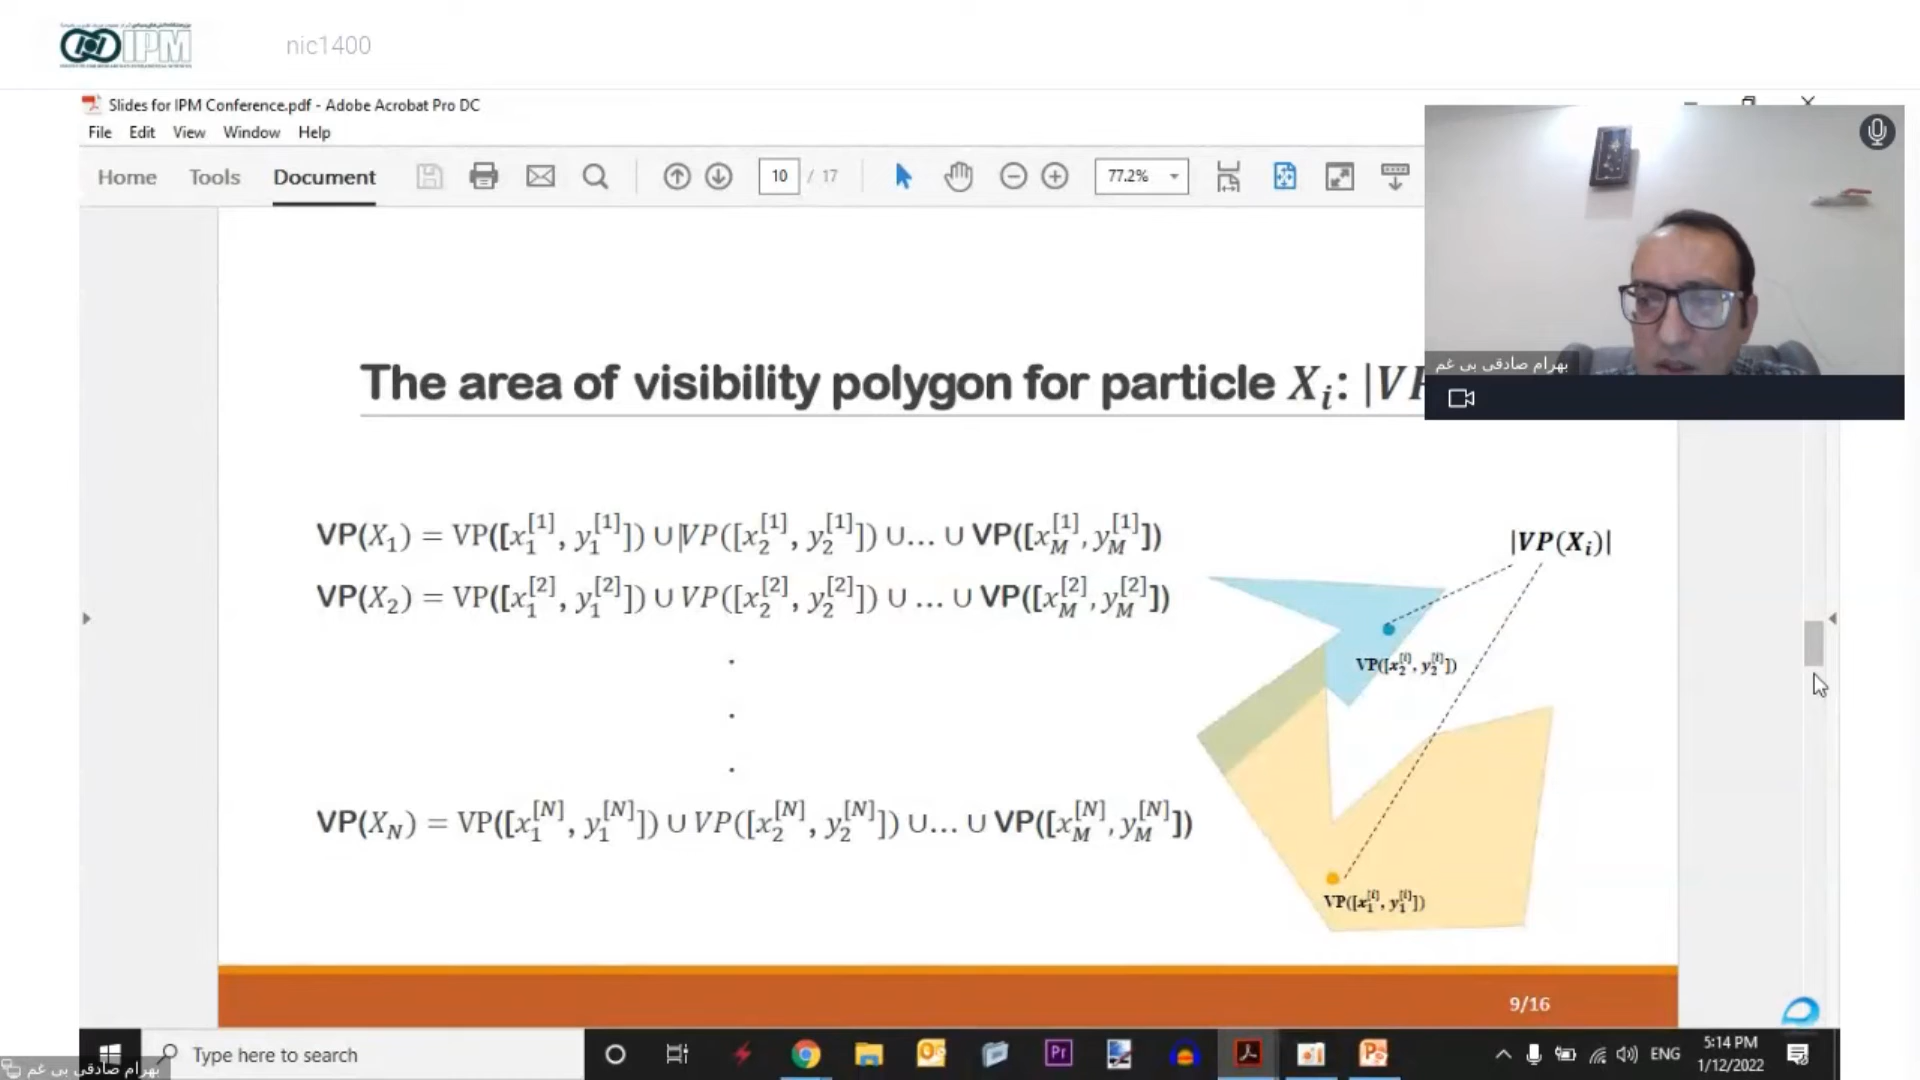 IPM
nic1400
Slides for IPM Conference.pdf - Adobe Acrobat Pro DC
File Edit View Window Help
Home Tools Document 10 / 17 77.2%
بهرام صادقی بی غم
The area of visibility polygon for particle Xᵢ: |VP
VP(X₁) = VP([x₁^[1], y₁^[1]]) ∪ VP([x₂^[1], y₂^[1]]) ∪… ∪ VP([x_M^[1], y_M^[1]])
VP(X₂) = VP([x₁^[2], y₁^[2]]) ∪ VP([x₂^[2], y₂^[2]]) ∪ … ∪ VP([x_M^[2], y_M^[2]])
.
.
.
VP(X_N) = VP([x₁^[N], y₁^[N]]) ∪ VP([x₂^[N], y₂^[N]]) ∪… ∪ VP([x_M^[N], y_M^[N]])
|VP(Xᵢ)|
VP([x₂^[i], y₂^[i]])
VP([x₁^[i], y₁^[i]])
9/16
Type here to search
Pr
ENG
5:14 PM
1/12/2022
بهرام صادقی بی غم